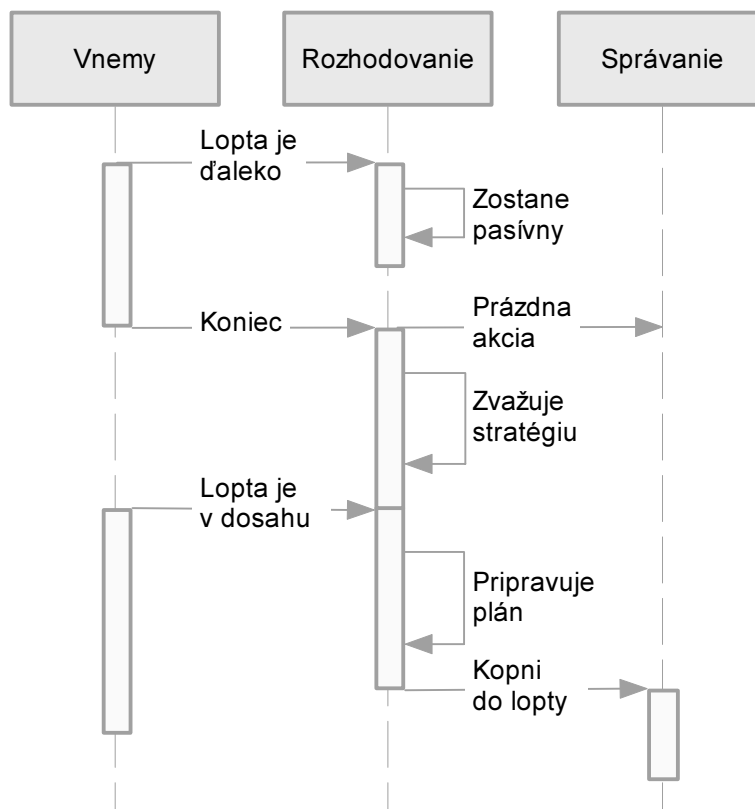 Vnemy
Rozhodovanie
Správanie
Lopta je
ďaleko
Zostane
pasívny
Koniec
Prázdna
akcia
Zvažuje
stratégiu
Lopta je
v dosahu
Pripravuje
plán
Kopni
do lopty